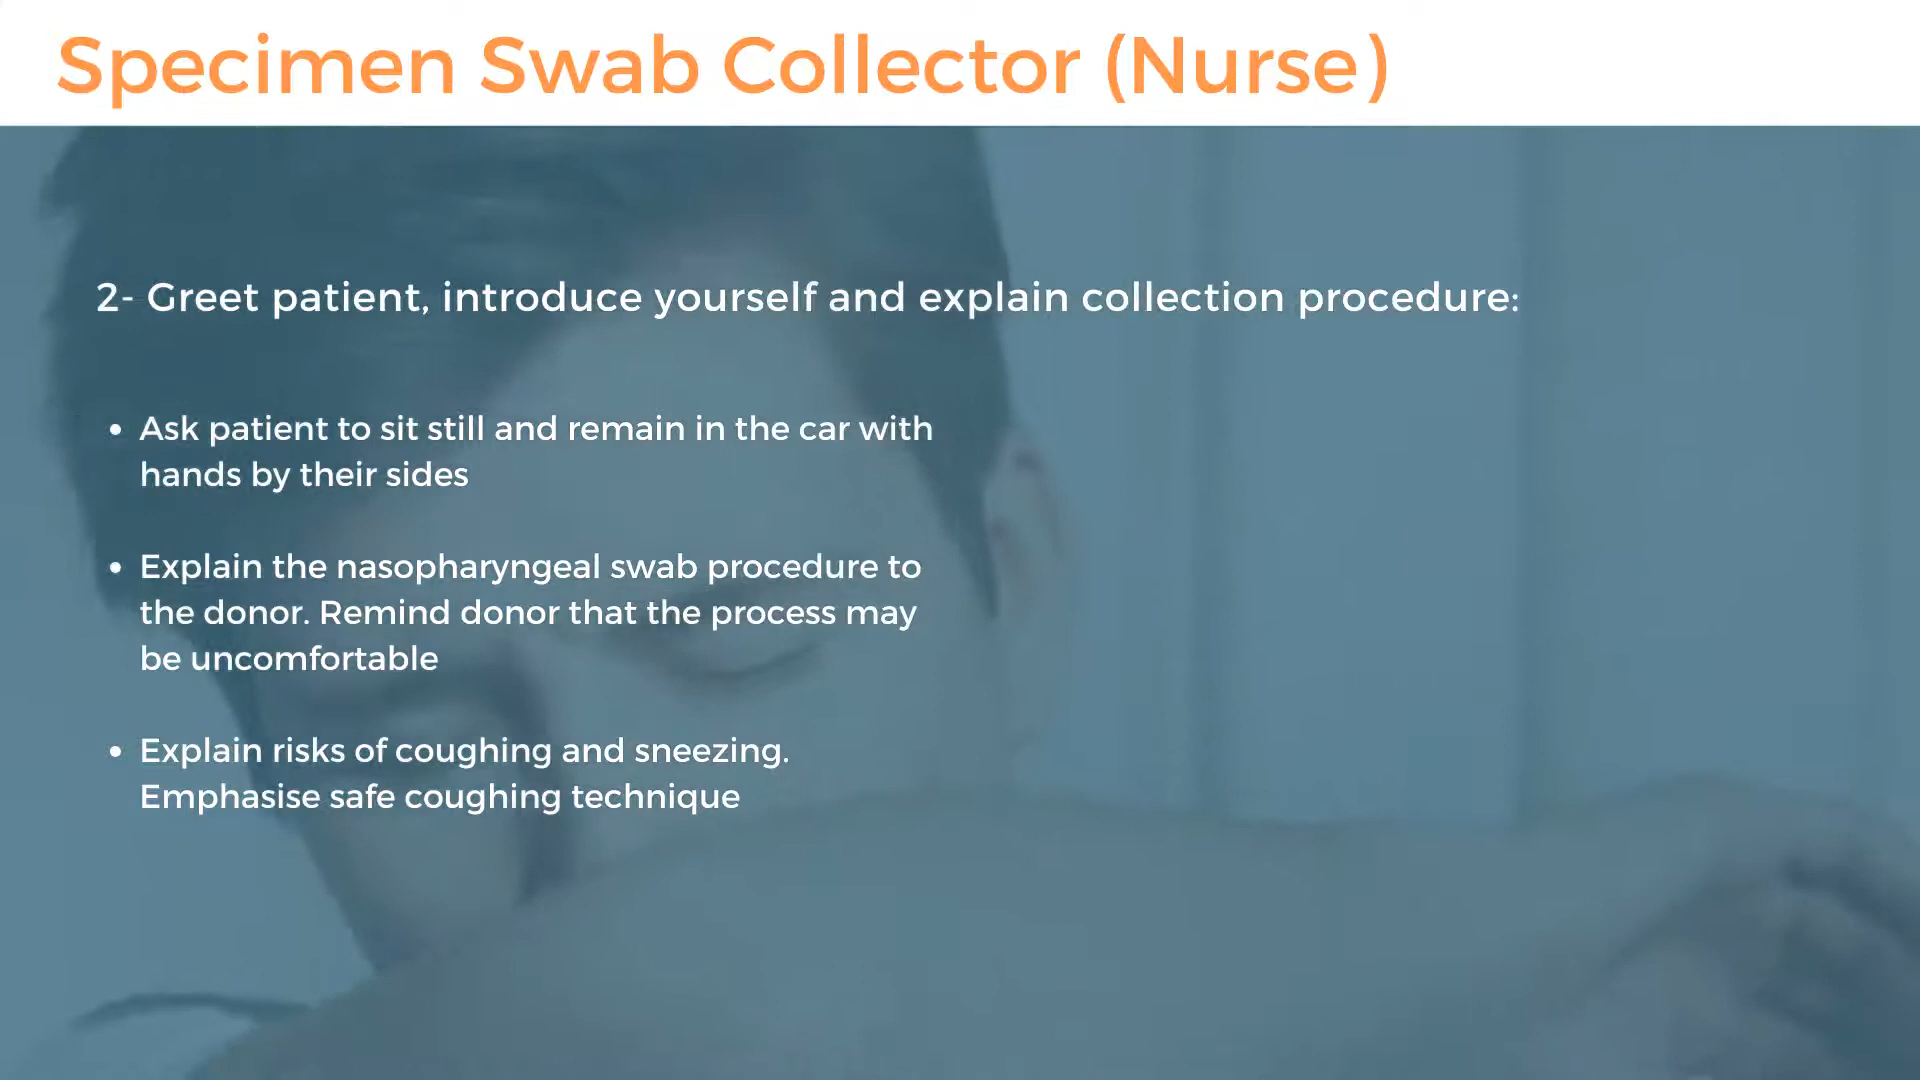 Specimen Swab Collector (Nurse)
2- Greet patient, introduce yourself and explain collection procedure:
• Ask patient to sit still and remain in the car with
hands by their sides
• Explain the nasopharyngeal swab procedure to
the donor. Remind donor that the process may
be uncomfortable
• Explain risks of coughing and sneezing.
Emphasise safe coughing technique